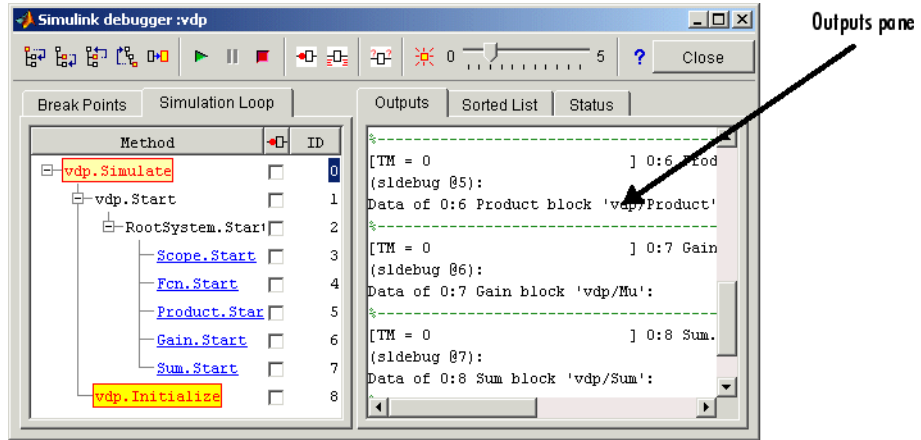 Simulink debugger :vdp
Outputs pane
0 5 ? Close
Break Points Simulation Loop
Outputs Sorted List Status
Method ID
vdp.Simulate 0
vdp.Start 1
RootSystem.Star 2
Scope.Start 3
Fcn.Start 4
Product.Star 5
Gain.Start 6
Sum.Start 7
vdp.Initialize 8
%----------------------------------------
[TM = 0 ] 0:6 Prod
(sldebug @5):
Data of 0:6 Product block 'vdp/Product'
%----------------------------------------
[TM = 0 ] 0:7 Gain
(sldebug @6):
Data of 0:7 Gain block 'vdp/Mu':
%----------------------------------------
[TM = 0 ] 0:8 Sum.
(sldebug @7):
Data of 0:8 Sum block 'vdp/Sum':